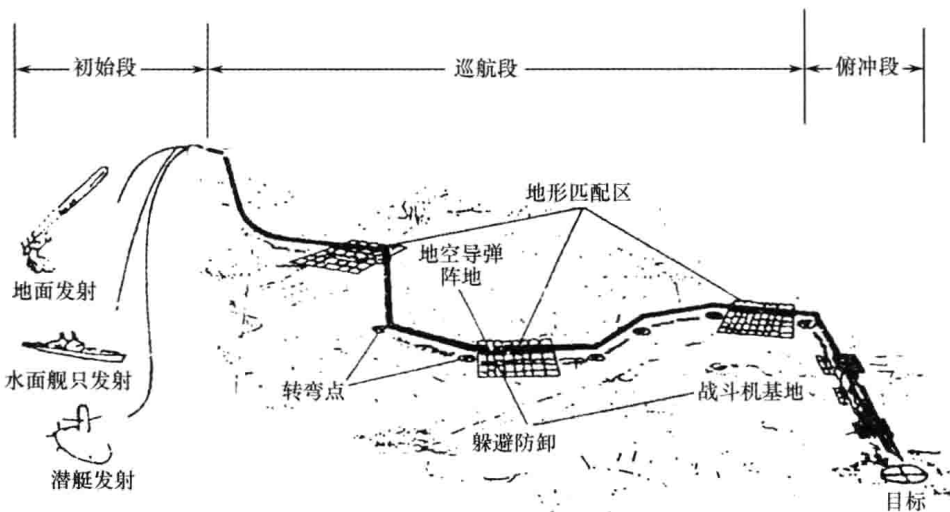 初始段
巡航段
俯冲段
地形匹配区
地空导弹
阵地
地面发射
水面舰只发射
转弯点
战斗机基地
躲避防卸
潜艇发射
目标